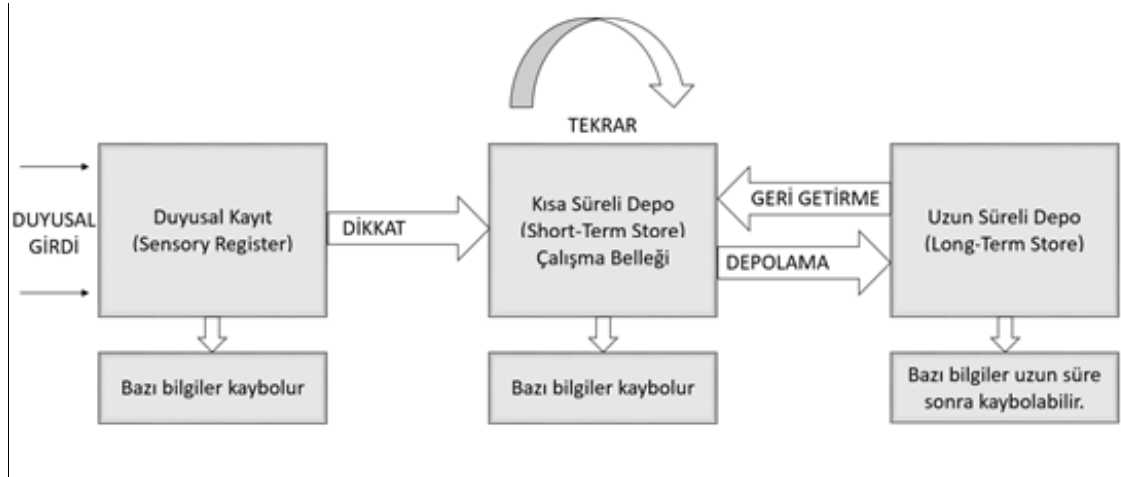 TEKRAR
DUYUSAL
GİRDİ
Duyusal Kayıt
(Sensory Register)
DİKKAT
Kısa Süreli Depo
(Short-Term Store)
Çalışma Belleği
GERİ GETİRME
DEPOLAMA
Uzun Süreli Depo
(Long-Term Store)
Bazı bilgiler kaybolur
Bazı bilgiler kaybolur
Bazı bilgiler uzun süre
sonra kaybolabilir.